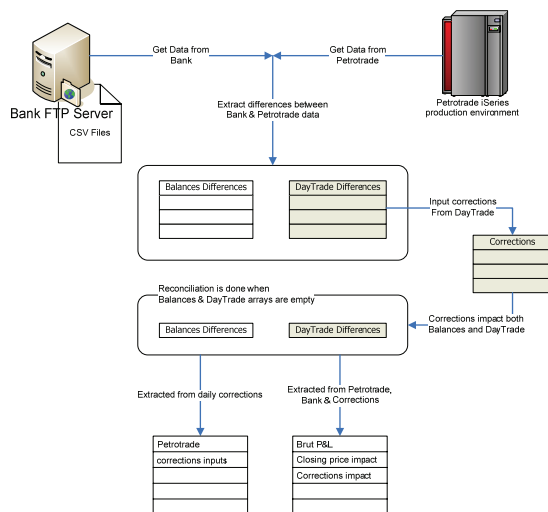 Get Data from
Bank
Get Data from
Petrotrade
Bank FTP Server
CSV Files
Petrotrade iSeries
production environment
Extract differences between
Bank & Petrotrade data
Balances Differences
DayTrade Differences
Input corrections
From DayTrade
Corrections
Reconciliation is done when
Balances & DayTrade arrays are empty
Balances Differences
DayTrade Differences
Corrections impact both
Balances and DayTrade
Extracted from daily corrections
Extracted from Petrotrade,
Bank & Corrections
Petrotrade
corrections inputs
Brut P&L
Closing price impact
Corrections impact